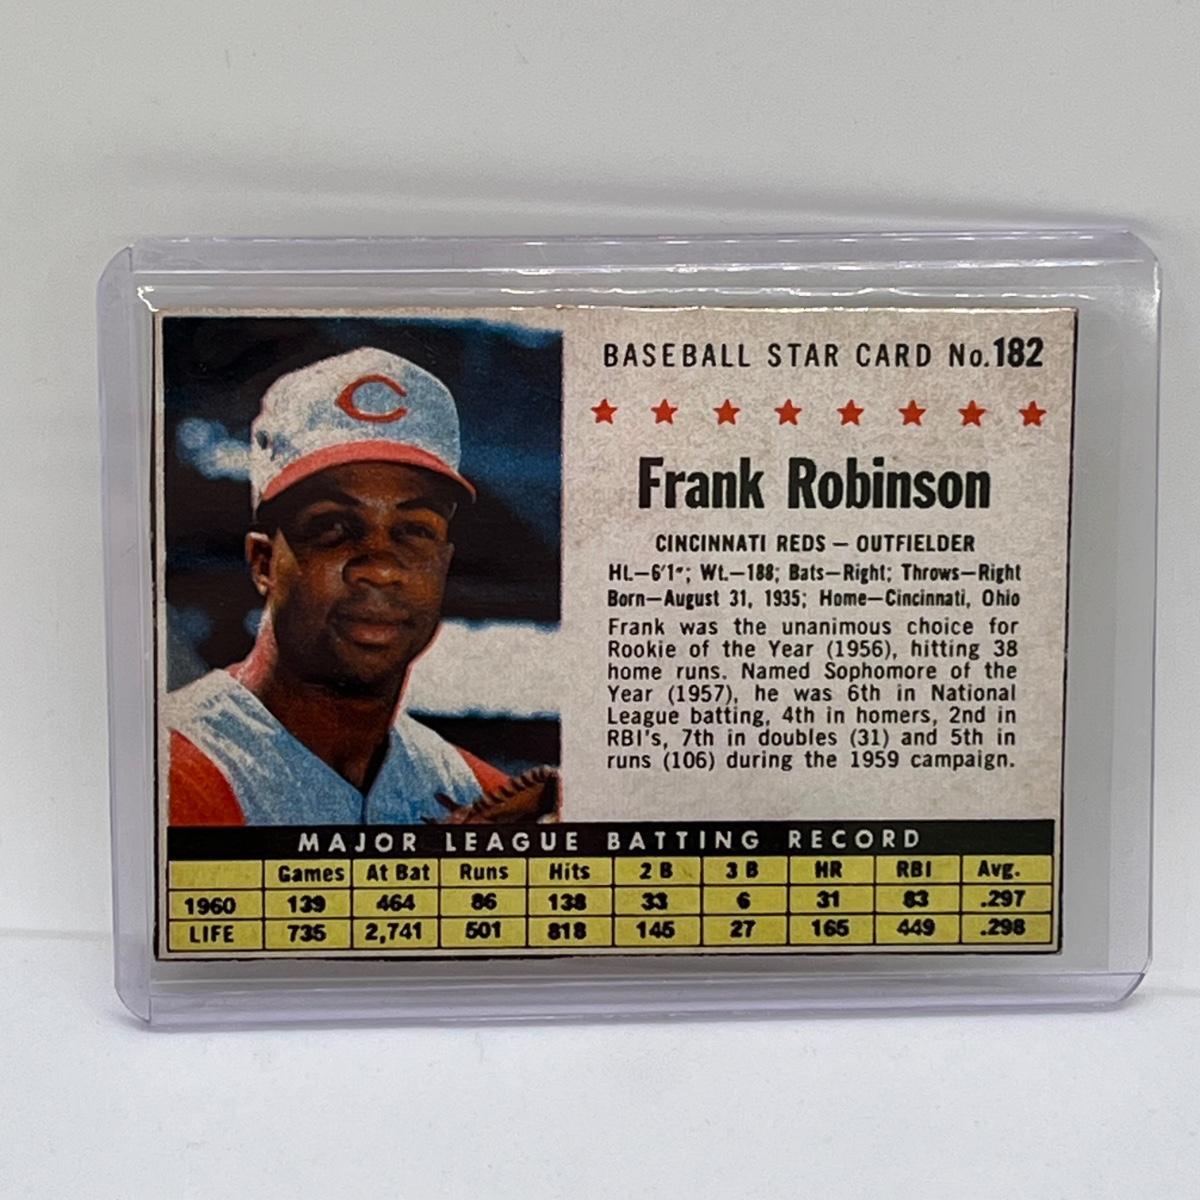 C
BASEBALL STAR CARD No.182
Frank Robinson
CINCINNATI REDS — OUTFIELDER
Ht.—6'1"; Wt.—188; Bats—Right; Throws—Right
Born—August 31, 1935; Home—Cincinnati, Ohio
Frank was the unanimous choice for
Rookie of the Year (1956), hitting 38
home runs. Named Sophomore of the
Year (1957), he was 6th in National
League batting, 4th in homers, 2nd in
RBI's, 7th in doubles (31) and 5th in
runs (106) during the 1959 campaign.
MAJOR LEAGUE BATTING RECORD
Games At Bat Runs Hits 2 B 3 B HR RBI Avg.
1960 139 464 86 138 33 6 31 83 .297
LIFE 735 2,741 501 818 145 27 165 449 .298